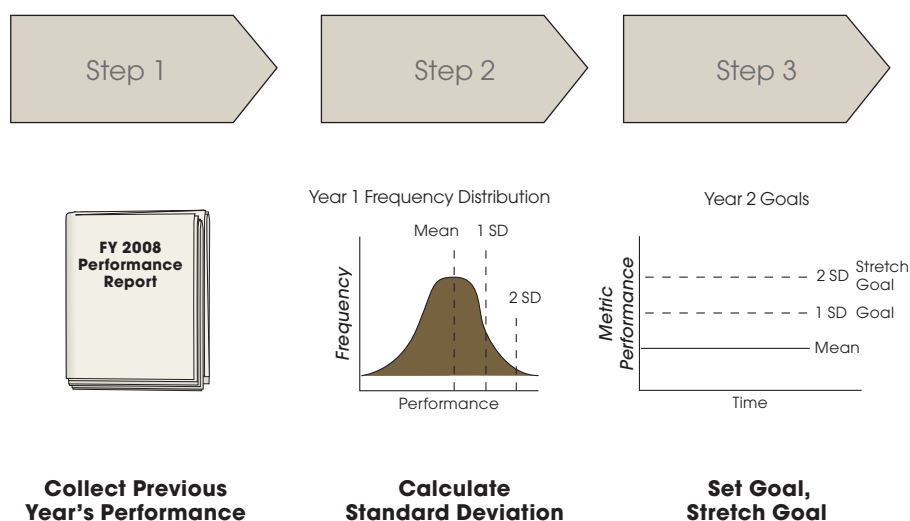 Step 1
Step 2
Step 3
FY 2008
Performance
Report
Year 1 Frequency Distribution
Mean
1 SD
2 SD
Frequency
Performance
Year 2 Goals
Metric
Performance
2 SD
Stretch
Goal
1 SD Goal
Mean
Time
Collect Previous
Year's Performance
Calculate
Standard Deviation
Set Goal,
Stretch Goal